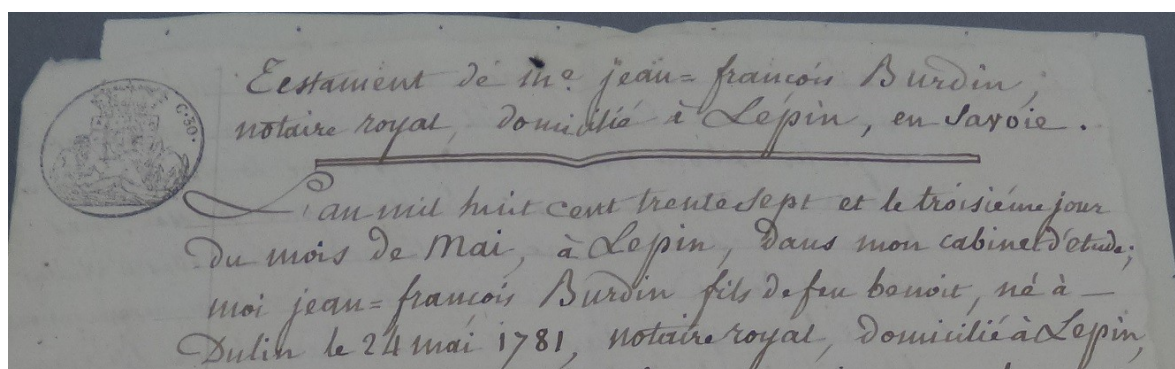 C. 50.
Testament de Me. jean=françois Burdin,
notaire royal, domicilié à Lépin, en Savoie.
L'an mil huit cent trente sept et le troisième jour
du mois de Mai, à Lepin, dans mon cabinet d'étude;
moi jean=françois Burdin fils de feu benoit, né à —
Dulin le 24 mai 1781, notaire royal, domicilié à Lepin,